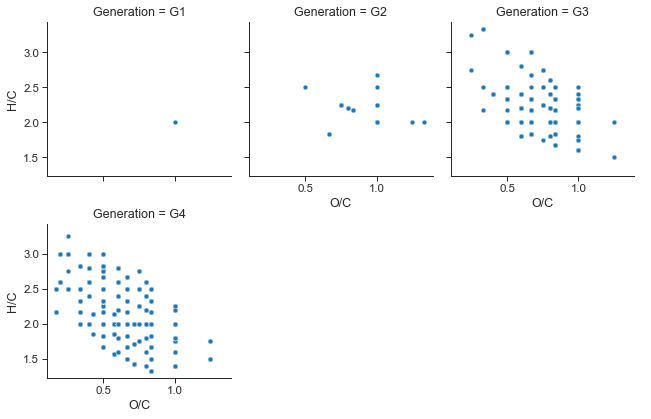 Generation = G1
Generation = G2
Generation = G3
3.0
2.5
2.0
1.5
H/C
0.5
1.0
O/C
0.5
1.0
O/C
Generation = G4
3.0
2.5
2.0
1.5
H/C
0.5
1.0
O/C